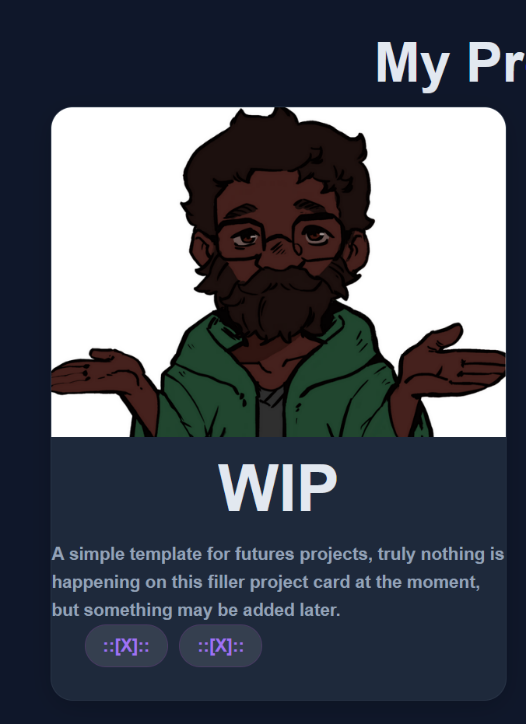 My Pr
WIP
A simple template for futures projects, truly nothing is
happening on this filler project card at the moment,
but something may be added later.
::[X]:: ::[X]::